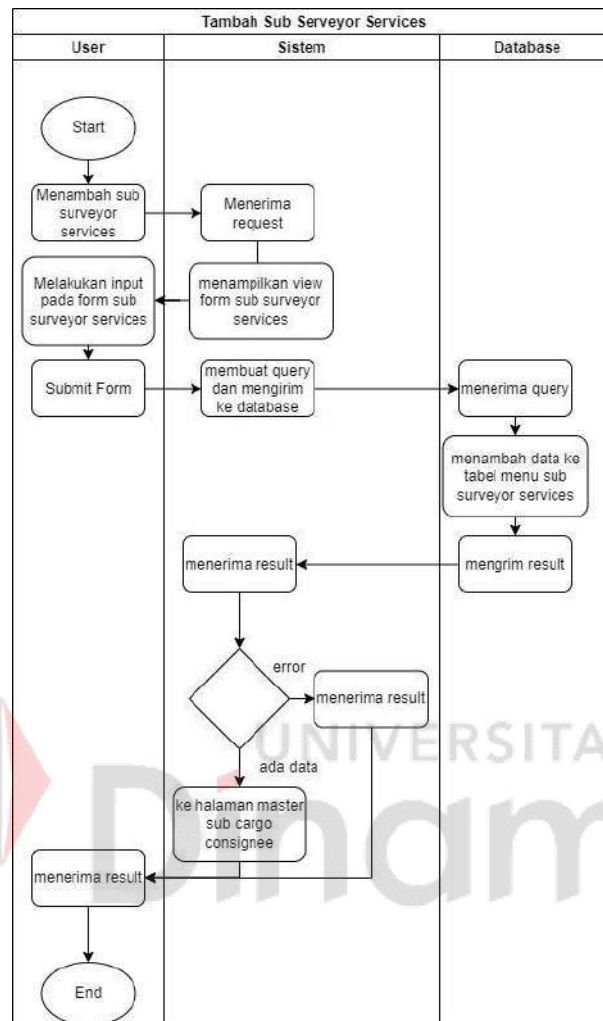 Tambah Sub Serveyor Services
User
Sistem
Database
Start
Menambah sub
surveyor
services
Menerima
request
Melakukan input
pada form sub
surveyor services
menampilkan view
form sub surveyor
services
Submit Form
membuat query
dan mengirim
ke database
menerima query
menambah data ke
tabel menu sub
surveyor services
menerima result
mengrim result
error
menerima result
ada data
ke halaman master
sub cargo
consignee
menerima result
End
UNIVERSITA
Dinam